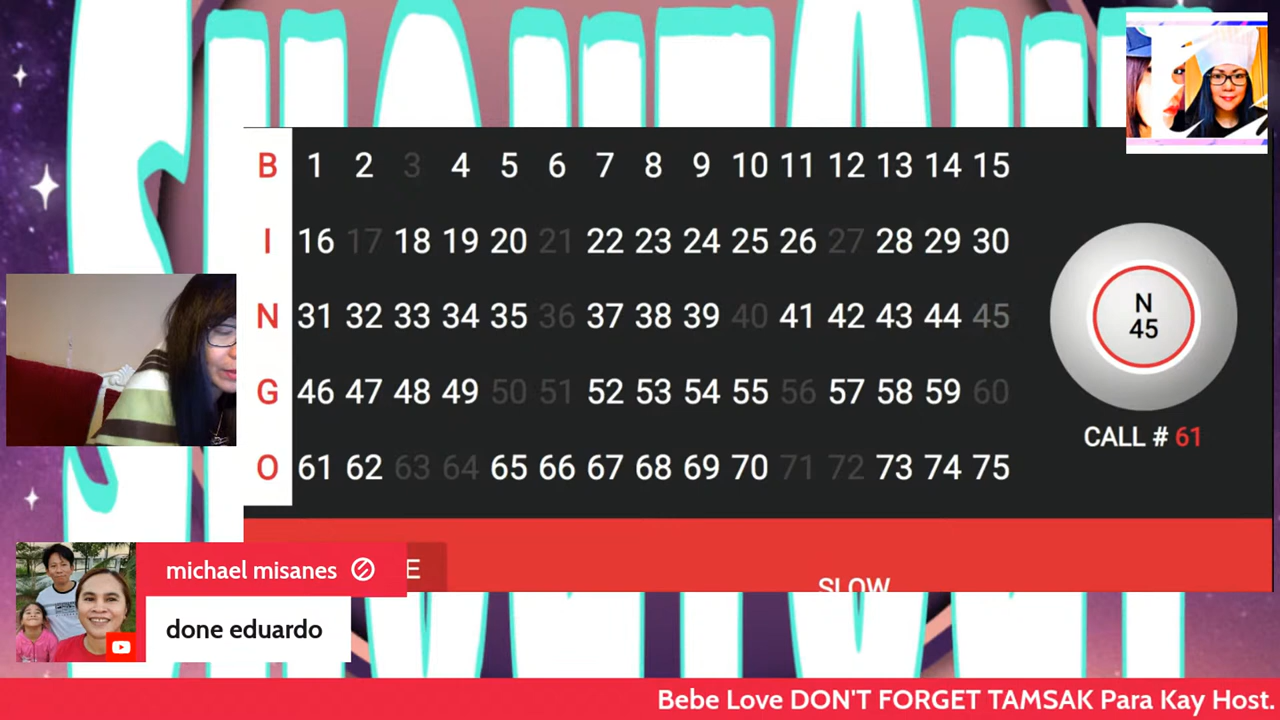 B 1 2 3 4 5 6 7 8 9 10 11 12 13 14 15
I 16 17 18 19 20 21 22 23 24 25 26 27 28 29 30
N 31 32 33 34 35 36 37 38 39 40 41 42 43 44 45
G 46 47 48 49 50 51 52 53 54 55 56 57 58 59 60
O 61 62 63 64 65 66 67 68 69 70 71 72 73 74 75
N
45
CALL # 61
SLOW
michael misanes
E
done eduardo
Bebe Love DON'T FORGET TAMSAK Para Kay Host.